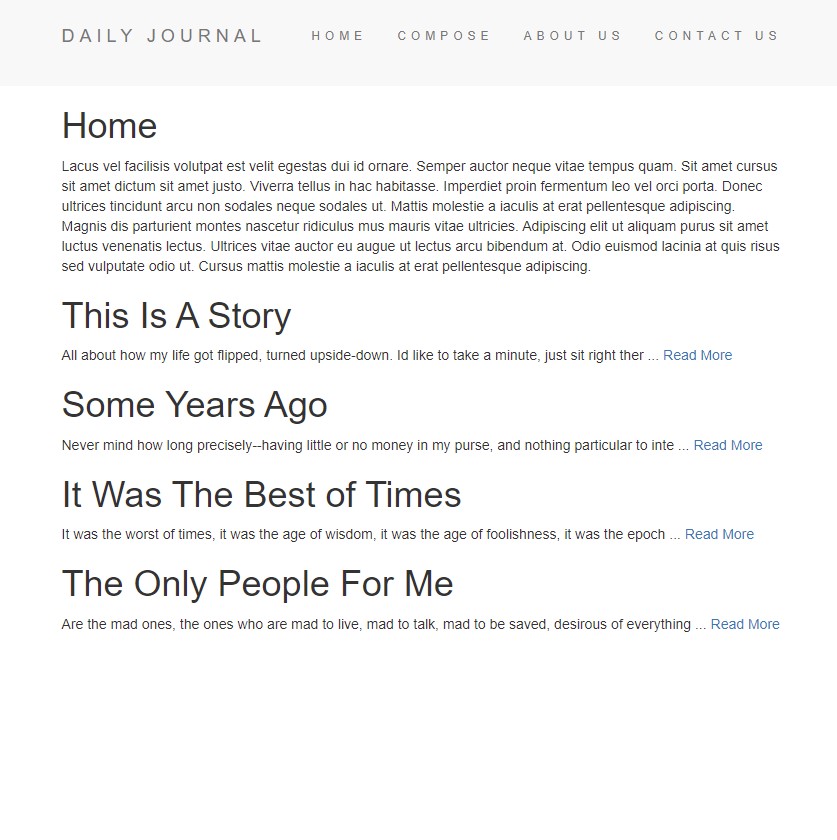 DAILY JOURNAL HOME COMPOSE ABOUT US CONTACT US
Home
Lacus vel facilisis volutpat est velit egestas dui id ornare. Semper auctor neque vitae tempus quam. Sit amet cursus
sit amet dictum sit amet justo. Viverra tellus in hac habitasse. Imperdiet proin fermentum leo vel orci porta. Donec
ultrices tincidunt arcu non sodales neque sodales ut. Mattis molestie a iaculis at erat pellentesque adipiscing.
Magnis dis parturient montes nascetur ridiculus mus mauris vitae ultricies. Adipiscing elit ut aliquam purus sit amet
luctus venenatis lectus. Ultrices vitae auctor eu augue ut lectus arcu bibendum at. Odio euismod lacinia at quis risus
sed vulputate odio ut. Cursus mattis molestie a iaculis at erat pellentesque adipiscing.
This Is A Story
All about how my life got flipped, turned upside-down. Id like to take a minute, just sit right ther ... Read More
Some Years Ago
Never mind how long precisely--having little or no money in my purse, and nothing particular to inte ... Read More
It Was The Best of Times
It was the worst of times, it was the age of wisdom, it was the age of foolishness, it was the epoch ... Read More
The Only People For Me
Are the mad ones, the ones who are mad to live, mad to talk, mad to be saved, desirous of everything ... Read More